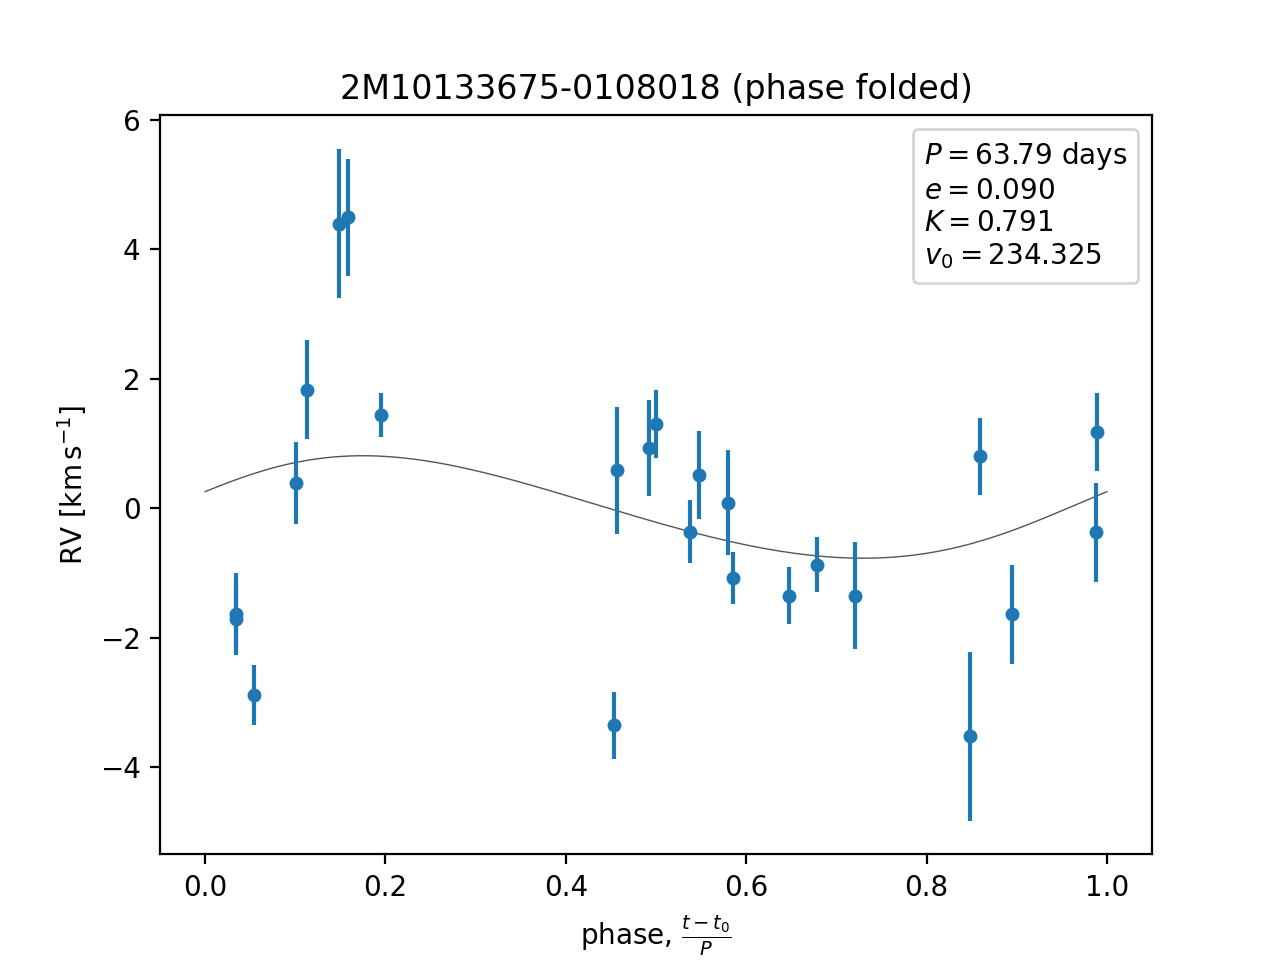 2M10133675-0108018 (phase folded)
P = 63.79 days
e = 0.090
K = 0.791
v₀ = 234.325
6
4
2
0
−2
−4
RV [km s⁻¹]
0.0 0.2 0.4 0.6 0.8 1.0
phase, (t − t₀)/P